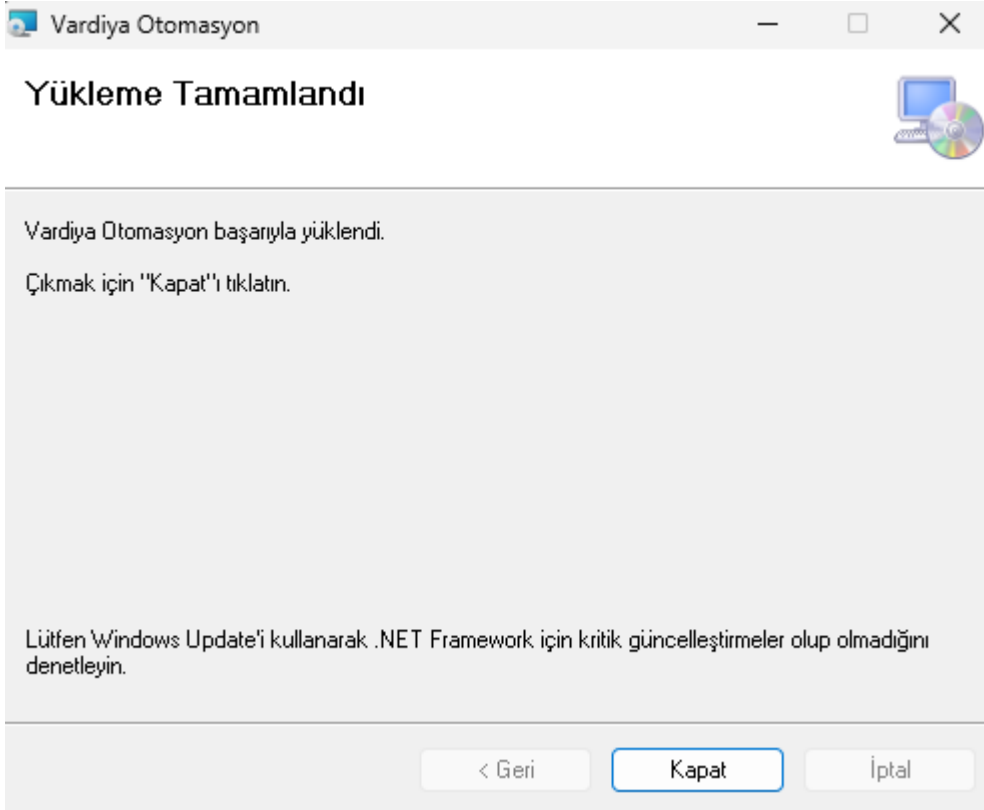 Vardiya Otomasyon
Yükleme Tamamlandı
Vardiya Otomasyon başarıyla yüklendi.
Çıkmak için "Kapat"ı tıklatın.
Lütfen Windows Update'i kullanarak .NET Framework için kritik güncelleştirmeler olup olmadığını
denetleyin.
< Geri
Kapat
İptal